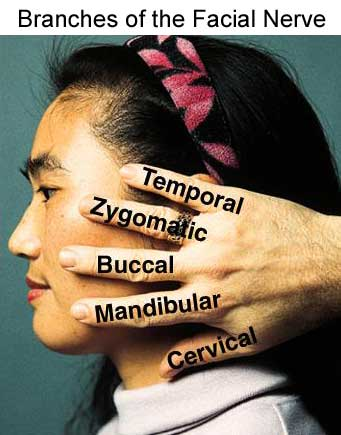 Branches of the Facial Nerve
Temporal
Zygomatic
Buccal
Mandibular
Cervical